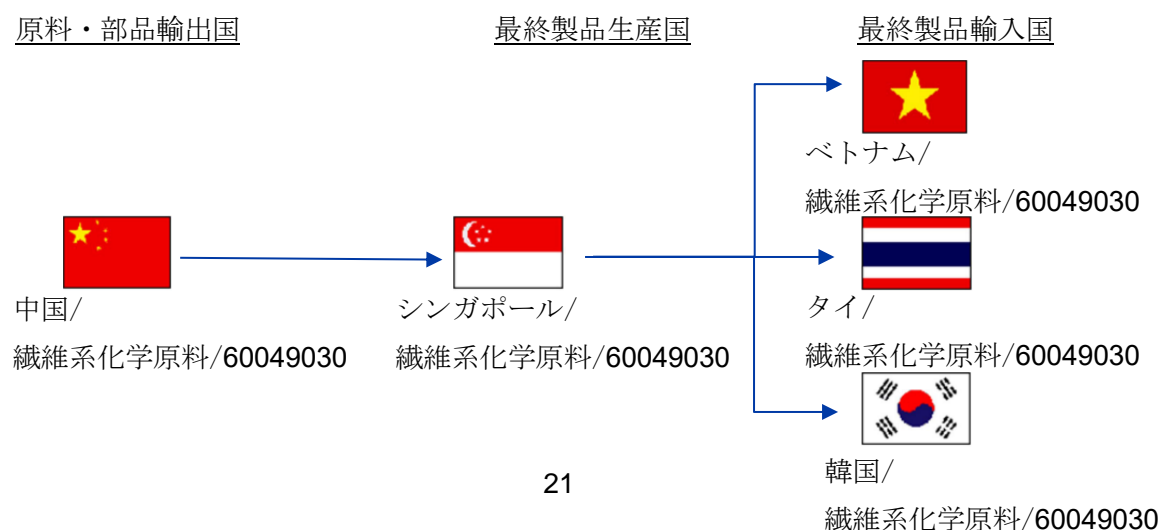 原料・部品輸出国
最終製品生産国
最終製品輸入国
ベトナム/
繊維系化学原料/60049030
中国/
繊維系化学原料/60049030
シンガポール/
繊維系化学原料/60049030
タイ/
繊維系化学原料/60049030
韓国/
繊維系化学原料/60049030
21